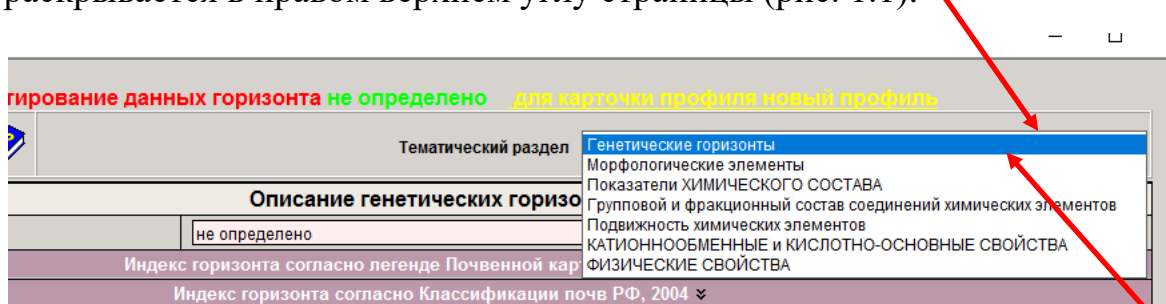 раскрывается в правом верхнем углу страницы (рис. 1.1).
тирование данных горизонта не определено для карточки профиля новый профиль
Тематический раздел
Генетические горизонты
Морфологические элементы
Показатели ХИМИЧЕСКОГО СОСТАВА
Групповой и фракционный состав соединений химических элементов
Подвижность химических элементов
КАТИОННООБМЕННЫЕ и КИСЛОТНО-ОСНОВНЫЕ СВОЙСТВА
ФИЗИЧЕСКИЕ СВОЙСТВА
Описание генетических горизо
не определено
Индекс горизонта согласно легенде Почвенной кар
Индекс горизонта согласно Классификации почв РФ, 2004